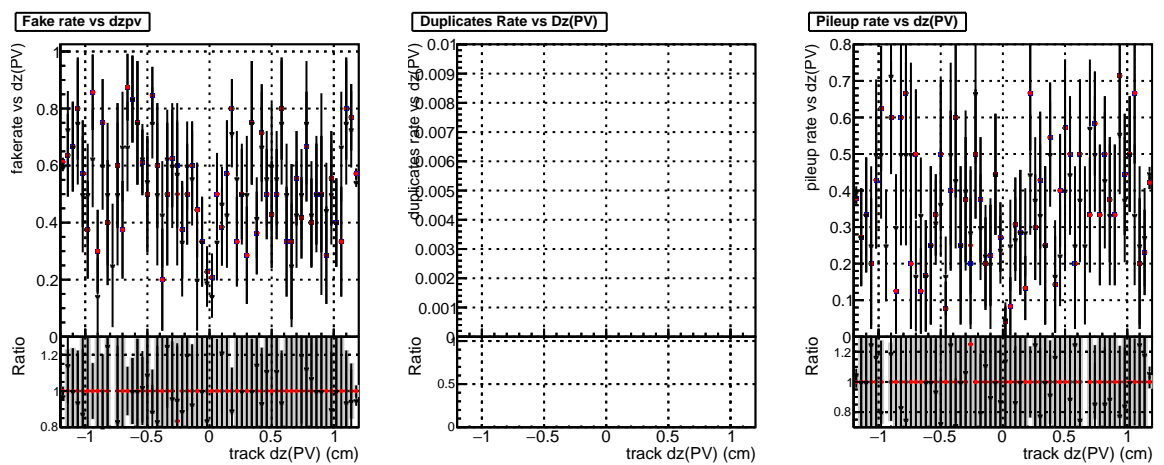 Fake rate vs dzpv
fakerate vs dz(PV)
1
0.8
0.6
0.4
0.2
0
Ratio
1.2
1
0.8
−1 −0.5 0 0.5 1
track dz(PV) (cm)
Duplicates Rate vs Dz(PV)
duplicates rate vs dz(PV)
0.01
0.009
0.008
0.007
0.006
0.005
0.004
0.003
0.002
0.001
0
Ratio
1
0.5
0
−1 −0.5 0 0.5 1
track dz(PV) (cm)
Pileup rate vs dz(PV)
pileup rate vs dz(PV)
0.8
0.7
0.6
0.5
0.4
0.3
0.2
0.1
0
Ratio
1.2
1
0.8
−1 −0.5 0 0.5 1
track dz(PV) (cm)